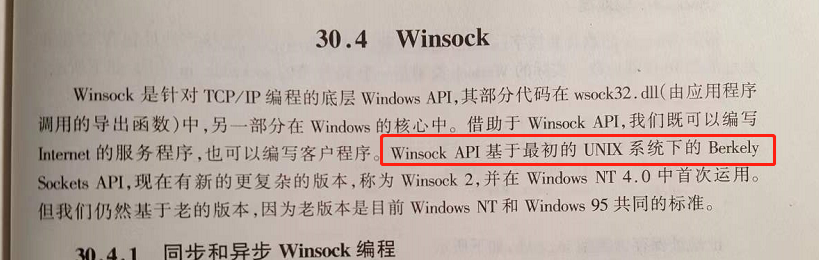 30.4 Winsock
Winsock 是针对 TCP/IP 编程的底层 Windows API,其部分代码在 wsock32.dll(由应用程序
调用的导出函数)中,另一部分在 Windows 的核心中。借助于 Winsock API,我们既可以编写
Internet 的服务程序,也可以编写客户程序。Winsock API 基于最初的 UNIX 系统下的 Berkely
Sockets API,现在有新的更复杂的版本,称为 Winsock 2,并在 Windows NT 4.0 中首次运用。
但我们仍然基于老的版本,因为老版本是目前 Windows NT 和 Windows 95 共同的标准。
30.4.1 同步和异步 Winsock 编程